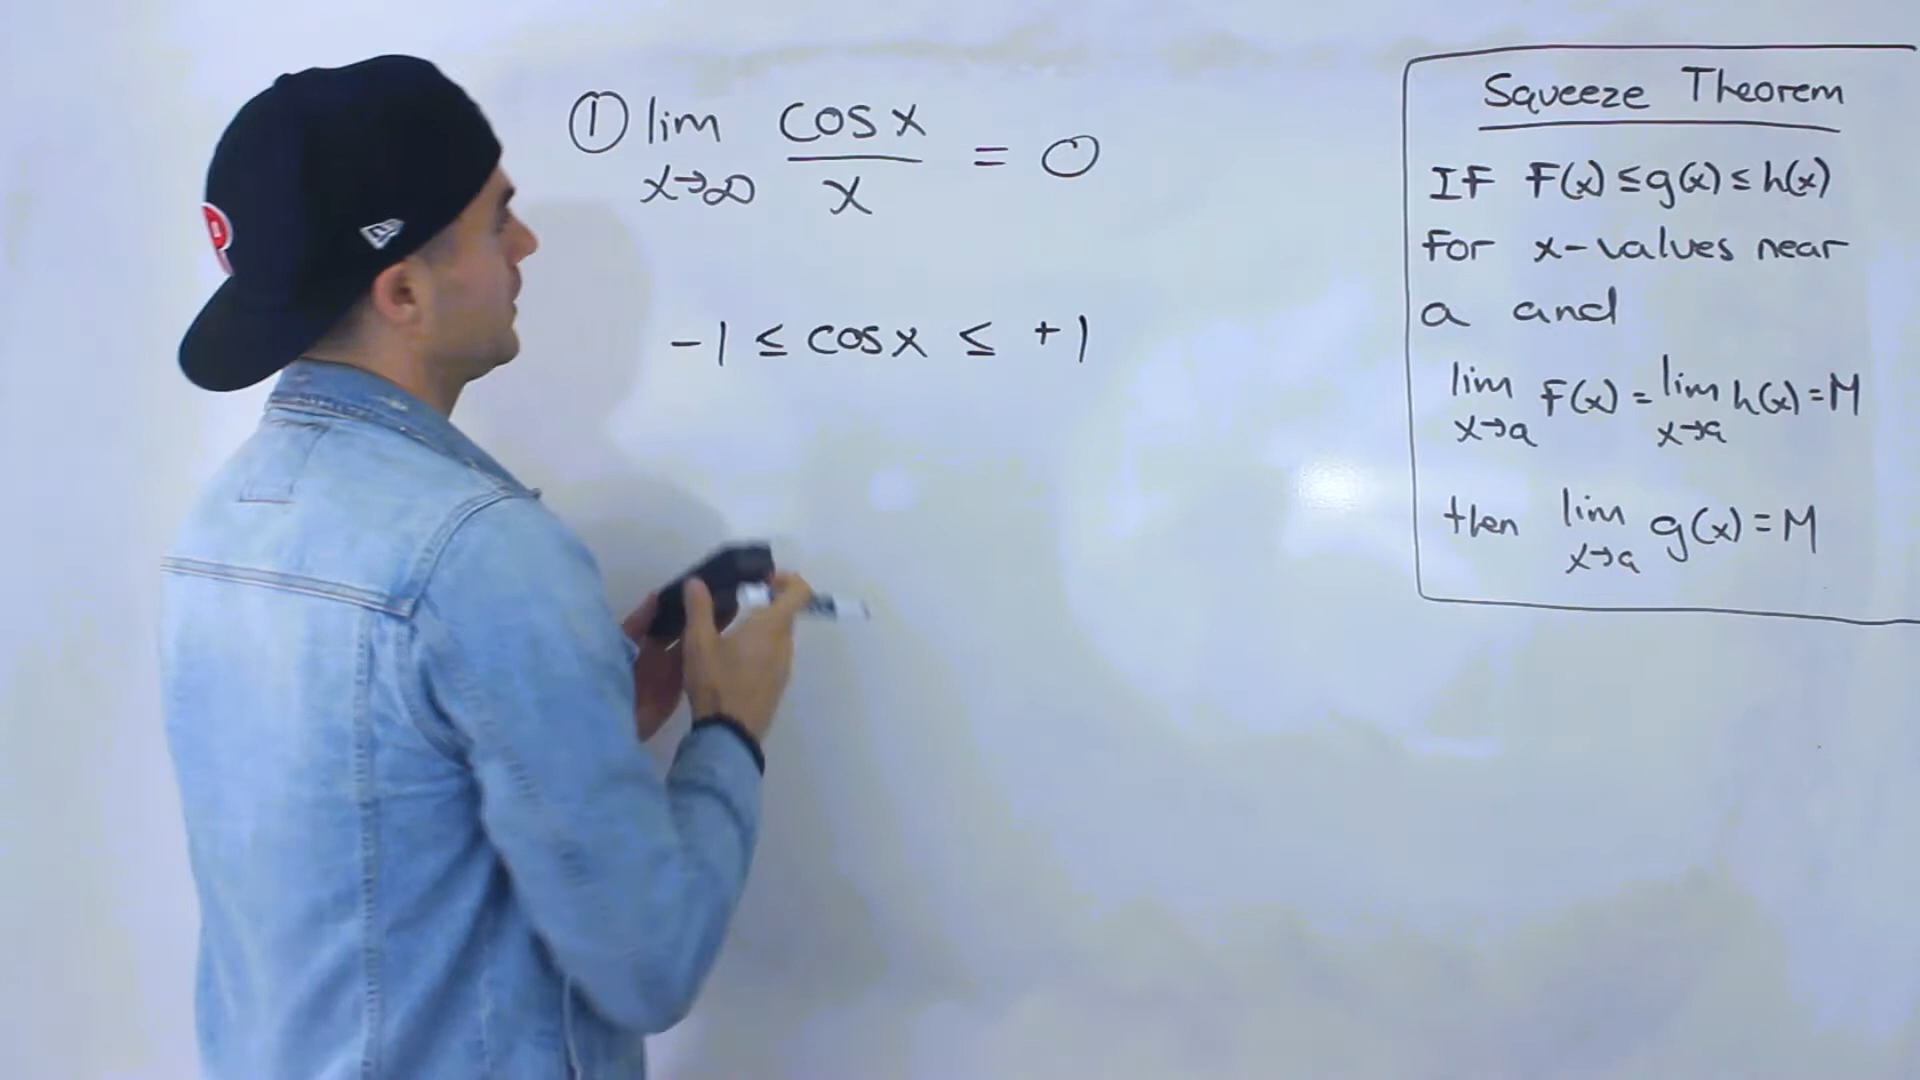 ① lim cos x / x = 0
x→∞
-1 ≤ cos x ≤ +1
Squeeze Theorem
IF F(x) ≤ g(x) ≤ h(x)
For x-values near
a and
lim F(x) = lim h(x) = M
x→a x→a
then lim g(x) = M
x→a